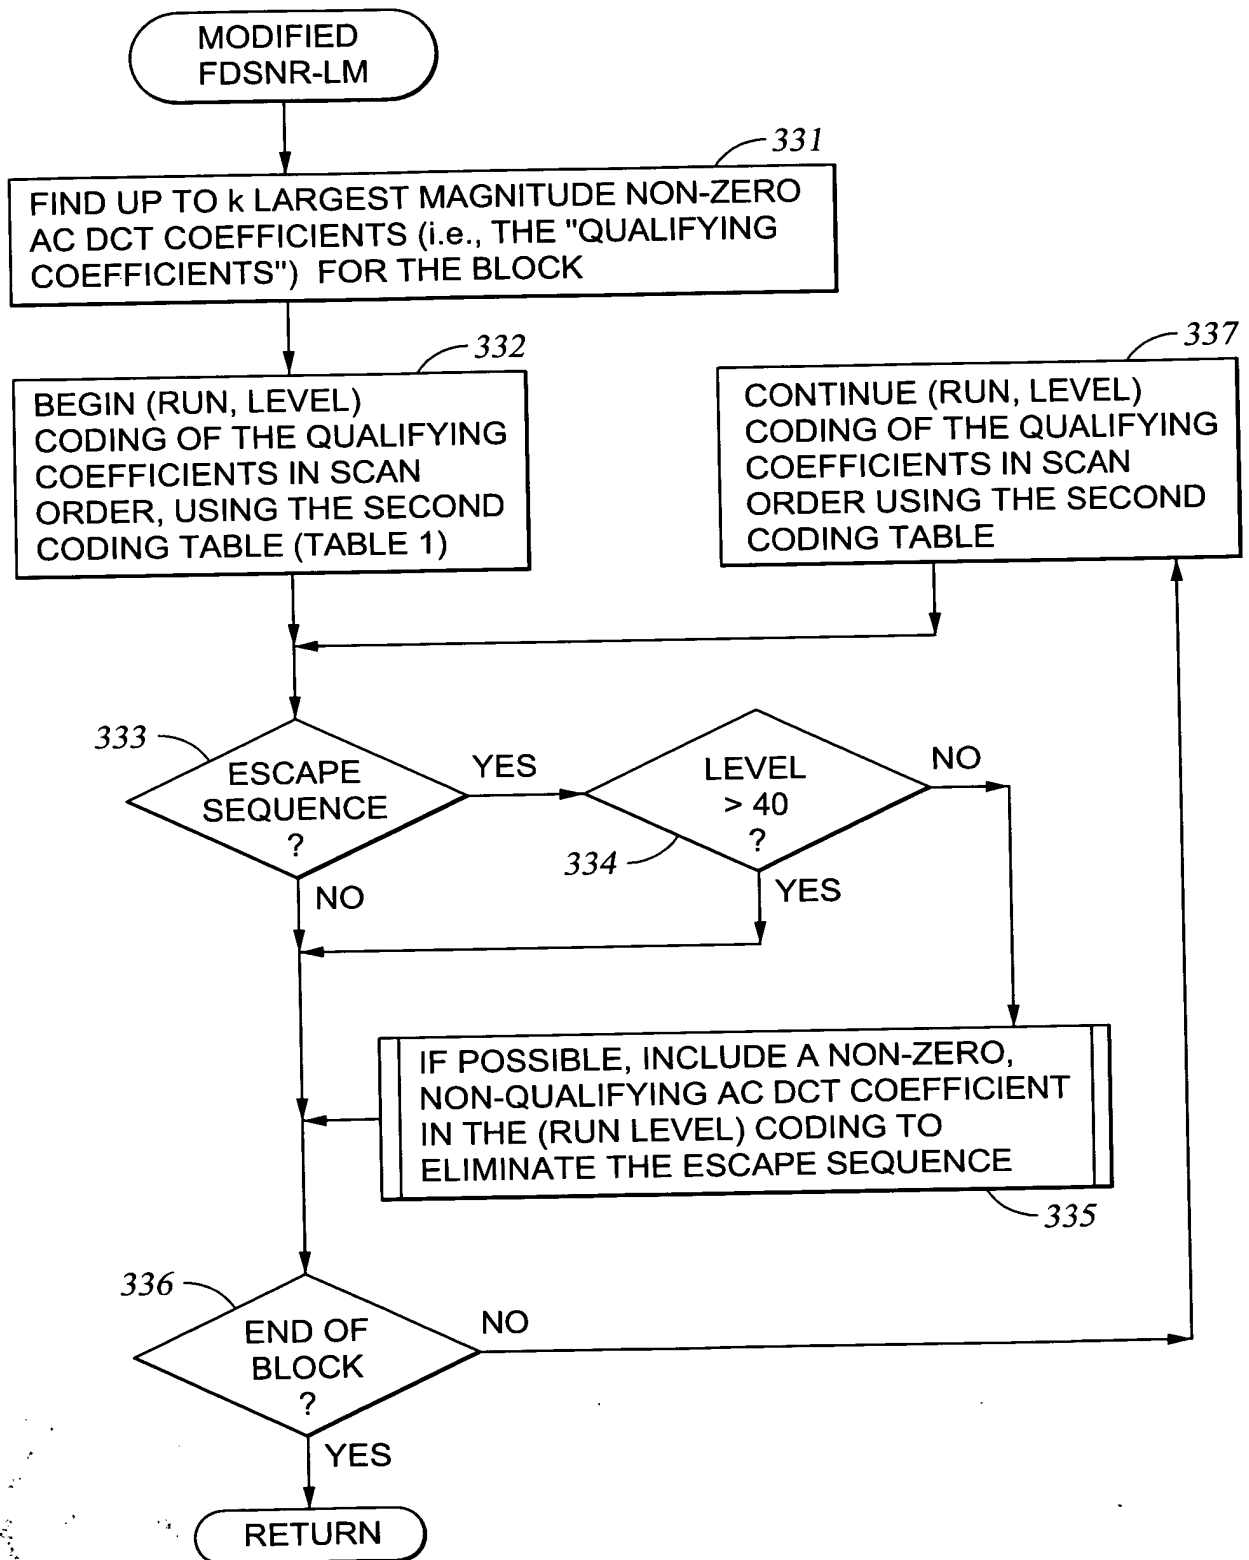 MODIFIED
FDSNR-LM
331
FIND UP TO k LARGEST MAGNITUDE NON-ZERO
AC DCT COEFFICIENTS (i.e., THE "QUALIFYING
COEFFICIENTS") FOR THE BLOCK
332
BEGIN (RUN, LEVEL)
CODING OF THE QUALIFYING
COEFFICIENTS IN SCAN
ORDER, USING THE SECOND
CODING TABLE (TABLE 1)
337
CONTINUE (RUN, LEVEL)
CODING OF THE QUALIFYING
COEFFICIENTS IN SCAN
ORDER USING THE SECOND
CODING TABLE
333
ESCAPE
SEQUENCE
?
YES
NO
334
LEVEL
> 40
?
NO
YES
IF POSSIBLE, INCLUDE A NON-ZERO,
NON-QUALIFYING AC DCT COEFFICIENT
IN THE (RUN LEVEL) CODING TO
ELIMINATE THE ESCAPE SEQUENCE
335
336
END OF
BLOCK
?
NO
YES
RETURN